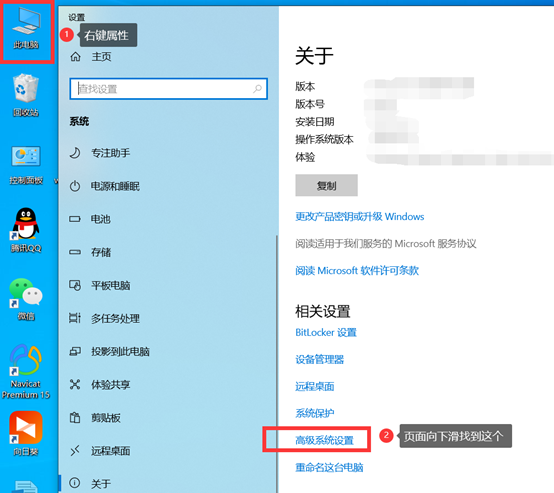 此电脑
回收站
控制面板
腾讯QQ
微信
Navicat
Premium 15
向日葵
设置
1
右键属性
主页
查找设置
系统
专注助手
电源和睡眠
电池
存储
平板电脑
多任务处理
投影到此电脑
体验共享
剪贴板
远程桌面
关于
关于
版本
版本号
安装日期
操作系统版本
体验
复制
更改产品密钥或升级 Windows
阅读适用于我们服务的 Microsoft 服务协议
阅读 Microsoft 软件许可条款
相关设置
BitLocker 设置
设备管理器
远程桌面
系统保护
高级系统设置
2
页面向下滑找到这个
重命名这台电脑